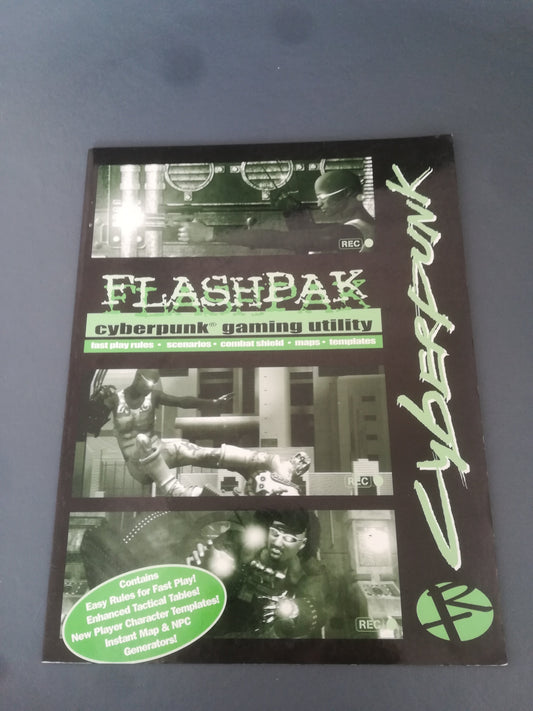 REC
FLASHPAK
cyberpunk® gaming utility
fast play rules • scenarios • combat shield • maps • templates
CYBERPUNK
REC
REC
Contains
Easy Rules for Fast Play!
Enhanced Tactical Tables!
New Player Character Templates!
Instant Map & NPC
Generators!